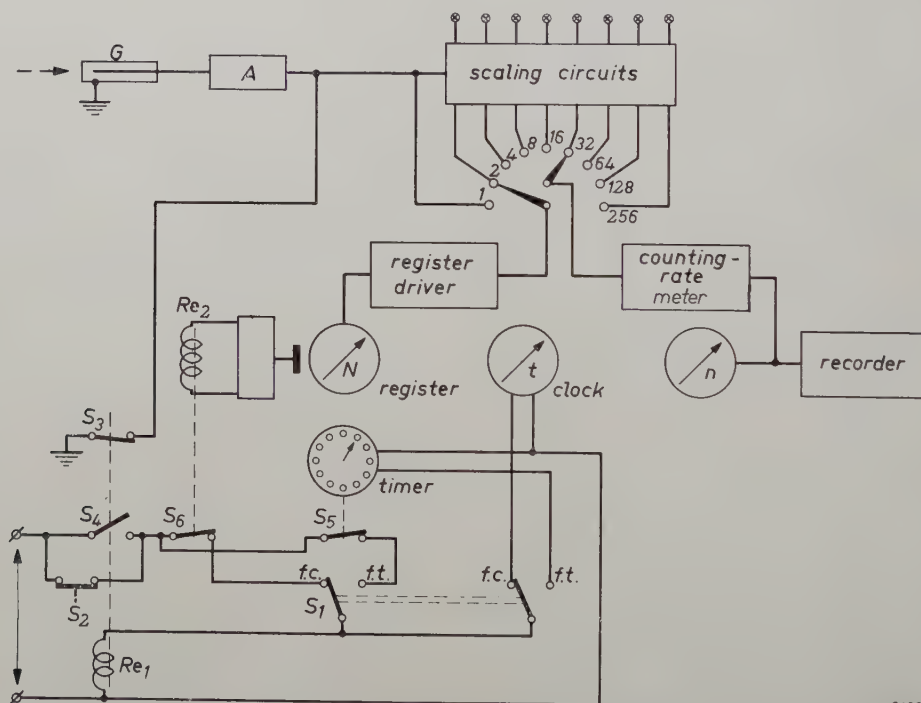 G
A
scaling circuits
1
2
4
8
16
32
64
128
256
register
driver
counting-
rate
meter
Re2
N
register
t
clock
n
recorder
S3
timer
S4
S6
S5
S2
f.c.
f.t.
S1
f.c.
f.t.
Re1